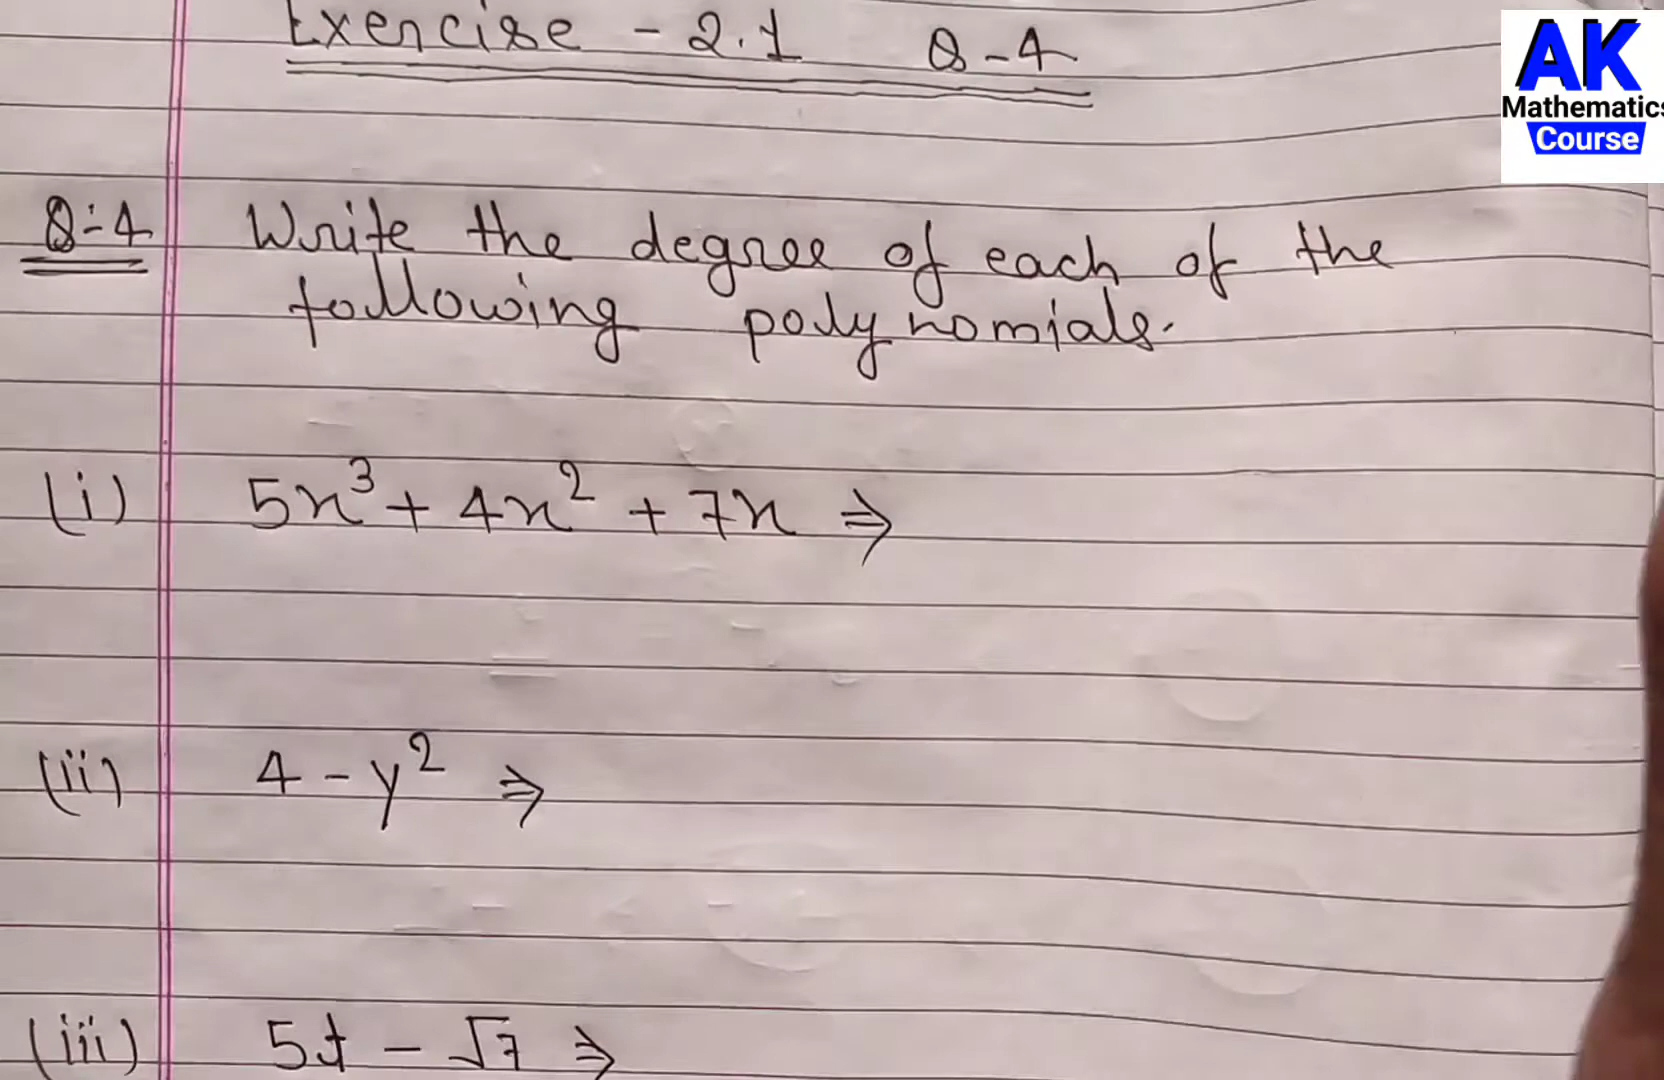 Exercise - 2.1 Q-4
AK
Mathematics
Course
Q:-4 Write the degree of each of the
following polynomials.
(i) 5x³ + 4x² + 7x ⇒
(ii) 4 - y² ⇒
(iii) 5t - √7 ⇒